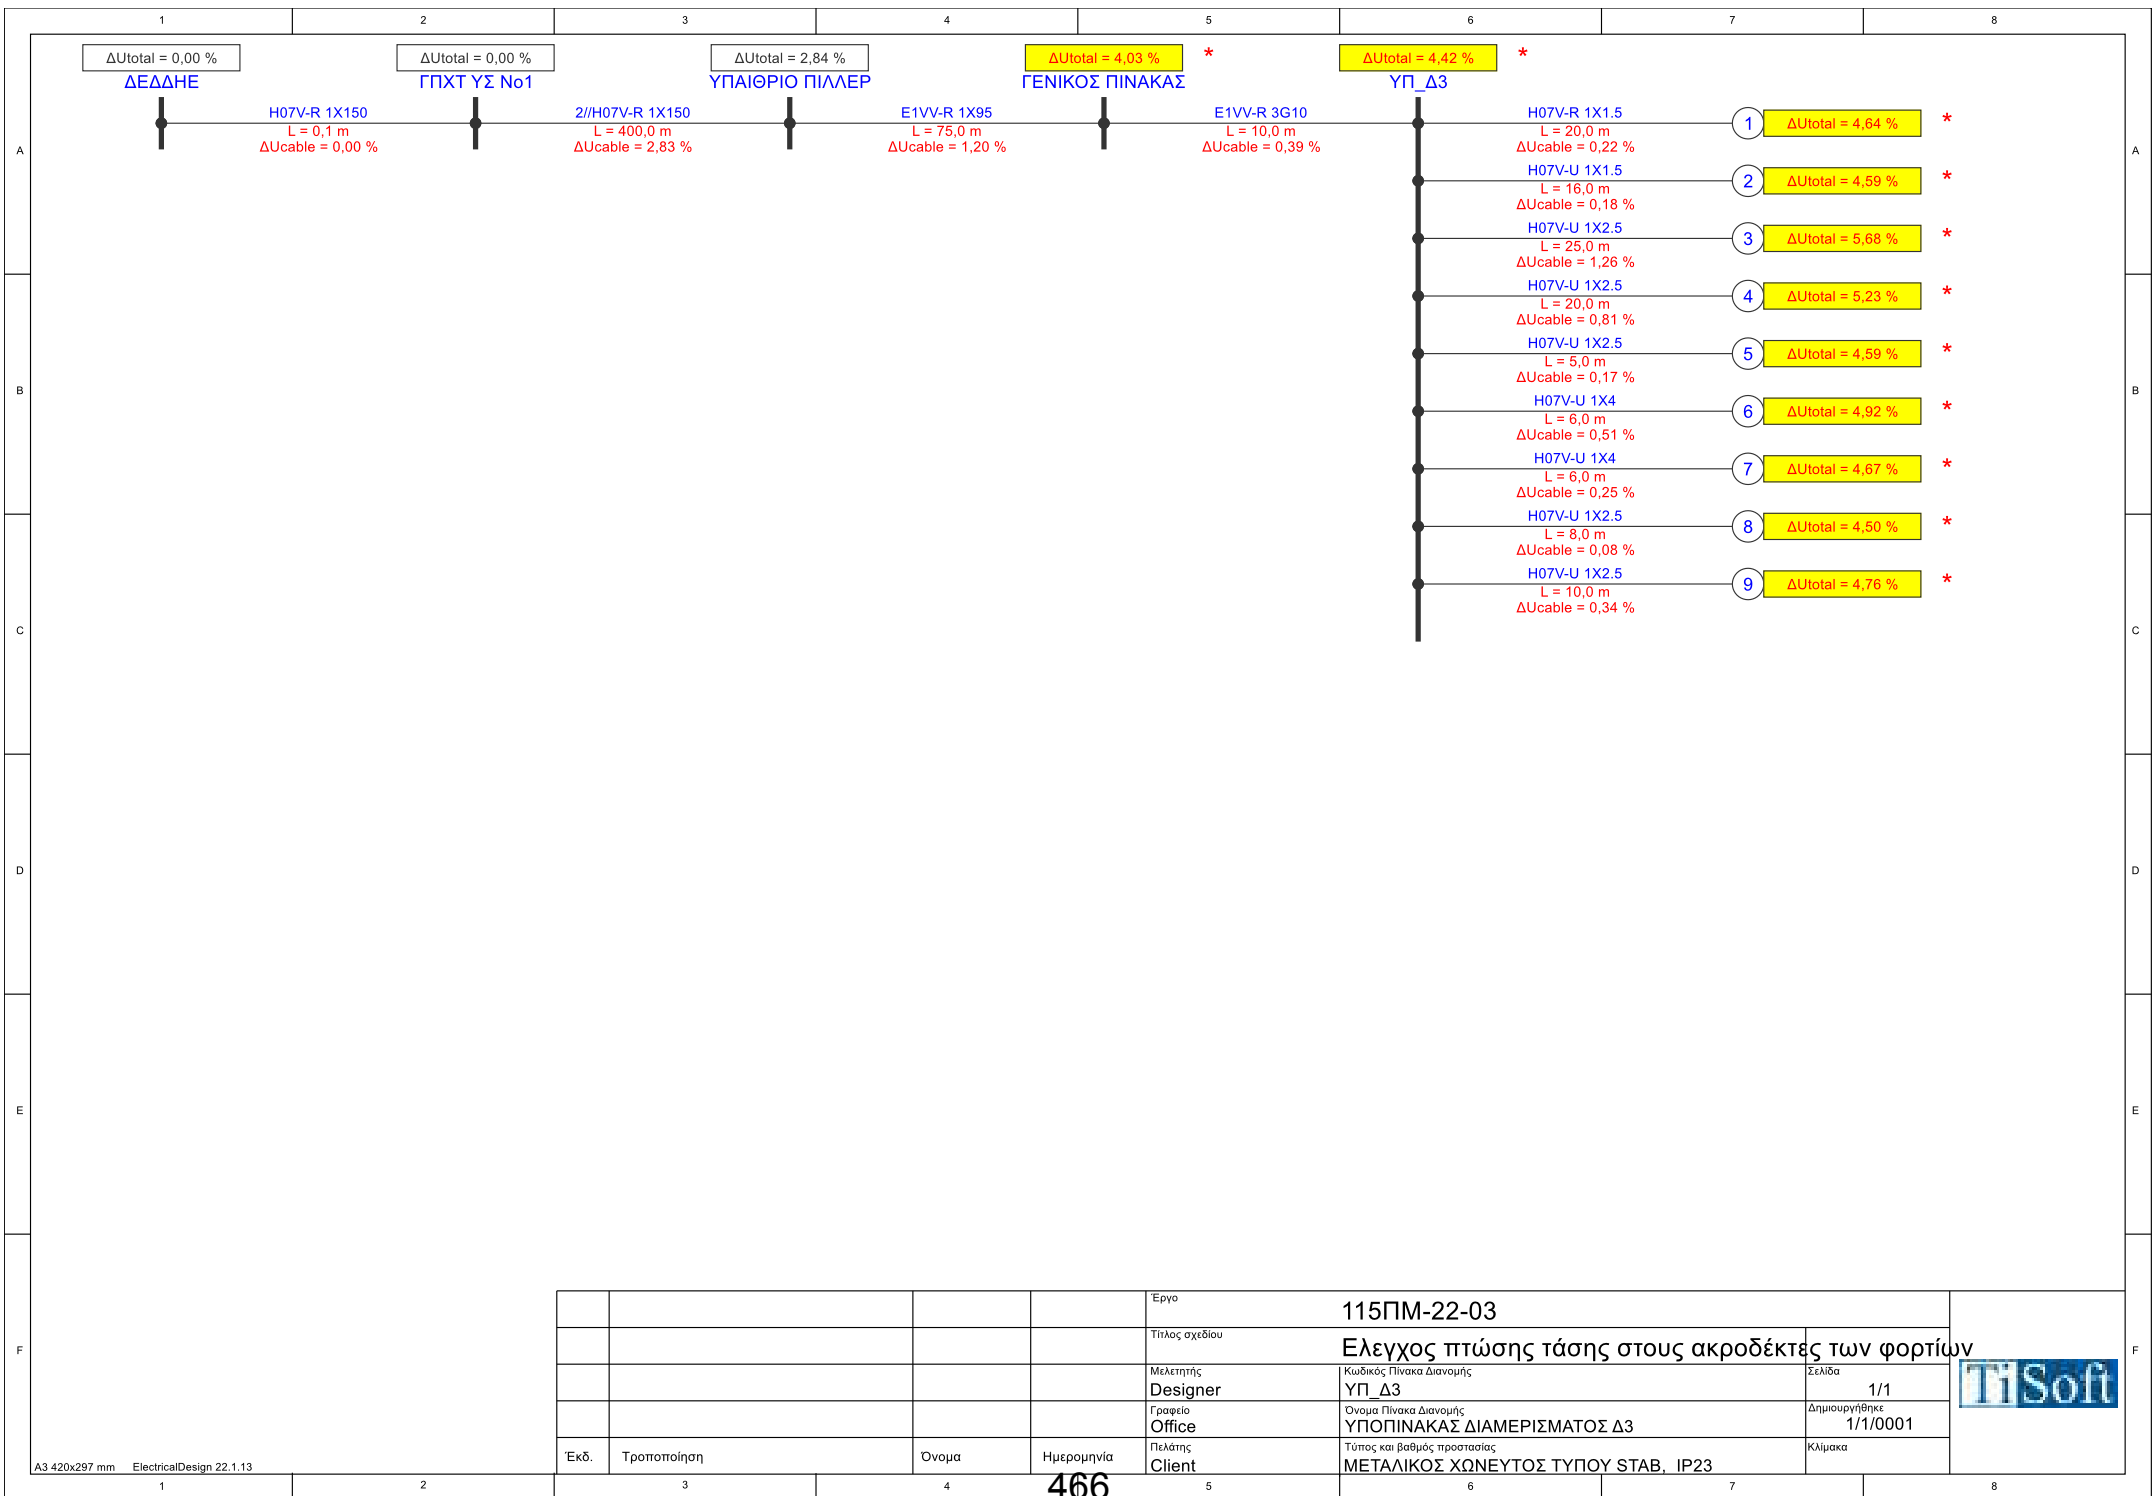 1 2 3 4 5 6 7 8
ΔUtotal = 0,00 % ΔUtotal = 0,00 % ΔUtotal = 2,84 % ΔUtotal = 4,03 % * ΔUtotal = 4,42 % *
ΔΕΔΔΗΕ ΓΠΧΤ ΥΣ Νο1 ΥΠΑΙΘΡΙΟ ΠΙΛΛΕΡ ΓΕΝΙΚΟΣ ΠΙΝΑΚΑΣ ΥΠ_Δ3
H07V-R 1X150 2//H07V-R 1X150 E1VV-R 1X95 E1VV-R 3G10 H07V-R 1X1.5
1 ΔUtotal = 4,64 % *
L = 0,1 m L = 400,0 m L = 75,0 m L = 10,0 m L = 20,0 m
A ΔUcable = 0,00 % ΔUcable = 2,83 % ΔUcable = 1,20 % ΔUcable = 0,39 % ΔUcable = 0,22 % A
H07V-U 1X1.5
2 ΔUtotal = 4,59 % *
L = 16,0 m
ΔUcable = 0,18 %
H07V-U 1X2.5
3 ΔUtotal = 5,68 % *
L = 25,0 m
ΔUcable = 1,26 %
H07V-U 1X2.5
4 ΔUtotal = 5,23 % *
L = 20,0 m
ΔUcable = 0,81 %
H07V-U 1X2.5
5 ΔUtotal = 4,59 % *
L = 5,0 m
ΔUcable = 0,17 %
B B
H07V-U 1X4
6 ΔUtotal = 4,92 % *
L = 6,0 m
ΔUcable = 0,51 %
H07V-U 1X4
7 ΔUtotal = 4,67 % *
L = 6,0 m
ΔUcable = 0,25 %
H07V-U 1X2.5
8 ΔUtotal = 4,50 % *
L = 8,0 m
ΔUcable = 0,08 %
H07V-U 1X2.5
9 ΔUtotal = 4,76 % *
L = 10,0 m
ΔUcable = 0,34 %
C C
D D
E E
Έργο
115ΠΜ-22-03
Τίτλος σχεδίου
Ελεγχος πτώσης τάσης στους ακροδέκτες των φορτίων
F F
Μελετητής Κωδικός Πίνακα Διανομής Σελίδα
Designer ΥΠ_Δ3 1/1
TiSoft
Γραφείο Όνομα Πίνακα Διανομής Δημιουργήθηκε
Office ΥΠΟΠΙΝΑΚΑΣ ΔΙΑΜΕΡΙΣΜΑΤΟΣ Δ3 1/1/0001
Πελάτης Τύπος και βαθμός προστασίας Κλίμακα
Έκδ. Τροποποίηση Όνομα Ημερομηνία
Client ΜΕΤΑΛΙΚΟΣ ΧΩΝΕΥΤΟΣ ΤΥΠΟΥ STAB, IP23
A3 420x297 mm ElectricalDesign 22.1.13
466
1 2 3 4 5 6 7 8